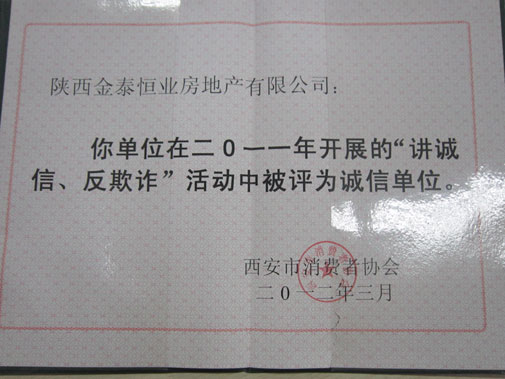 陕西金泰恒业房地产有限公司：
你单位在二0一一年开展的“讲诚
信、反欺诈”活动中被评为诚信单位。
西安市消费者协会
二0一二年三月